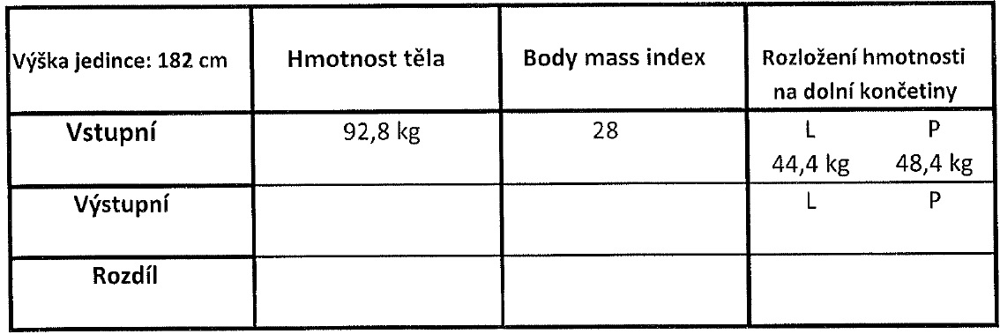 Výška jedince: 182 cm
Hmotnost těla
Body mass index
Rozložení hmotnosti
na dolní končetiny
Vstupní
92,8 kg
28
L P
44,4 kg 48,4 kg
Výstupní
L P
Rozdíl